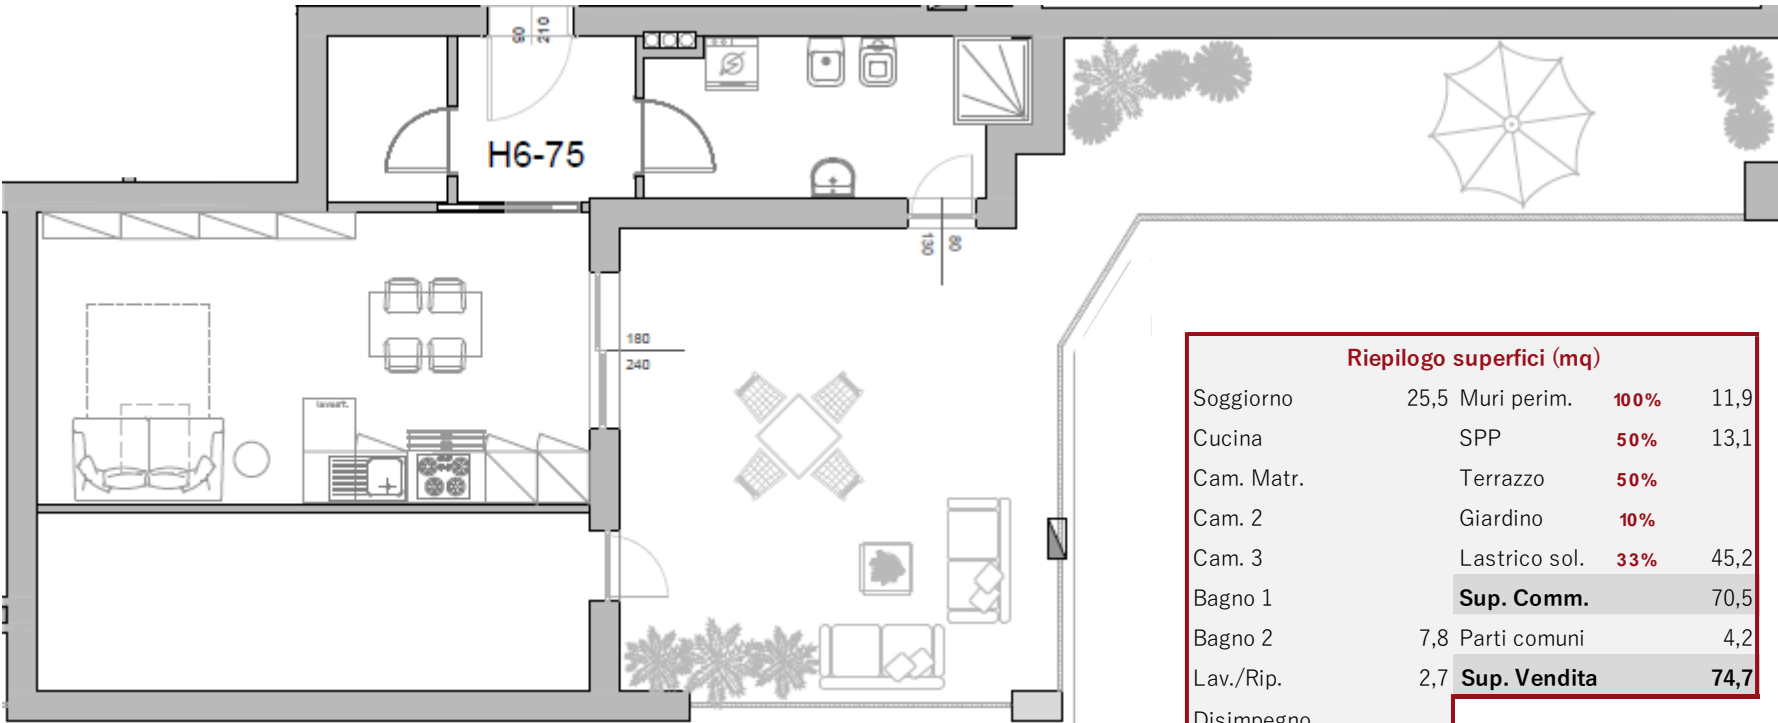 90
210
H6-75
130
80
180
240
lavast.
Riepilogo superfici (mq)
Soggiorno 25,5 Muri perim. 100% 11,9
Cucina SPP 50% 13,1
Cam. Matr. Terrazzo 50%
Cam. 2 Giardino 10%
Cam. 3 Lastrico sol. 33% 45,2
Bagno 1 Sup. Comm. 70,5
Bagno 2 7,8 Parti comuni 4,2
Lav./Rip. 2,7 Sup. Vendita 74,7
Disimpegno